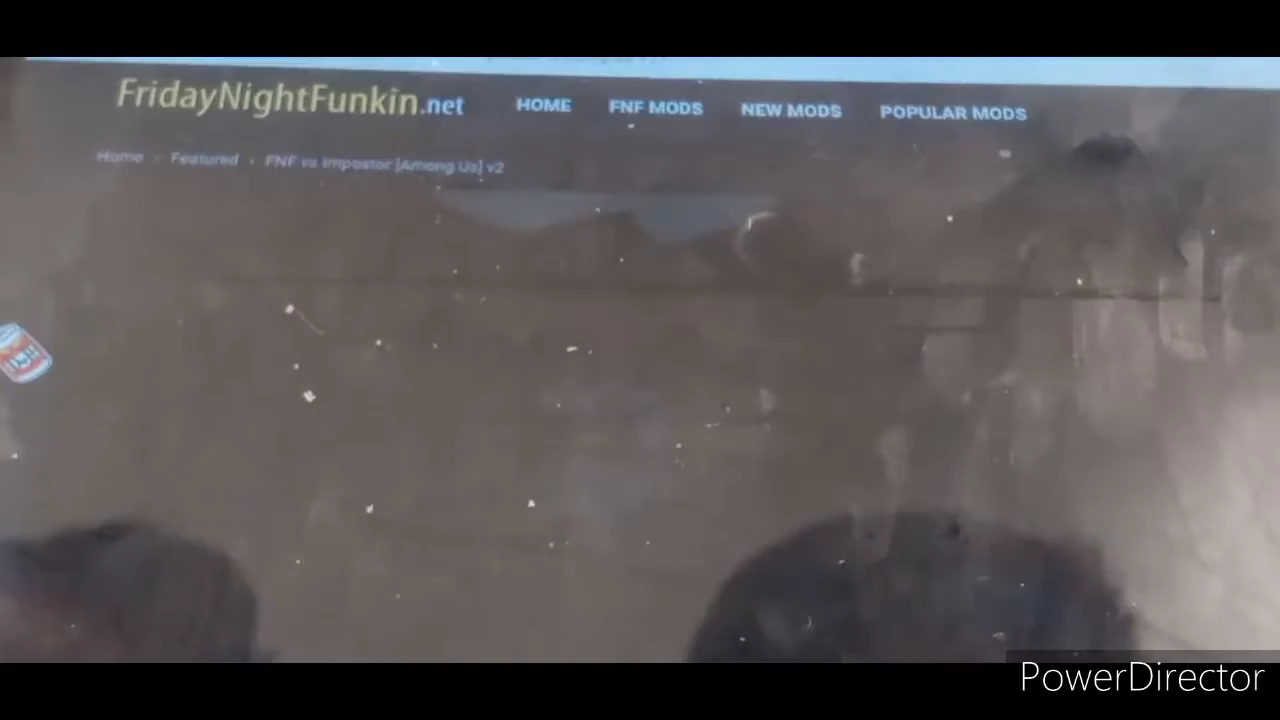 FridayNightFunkin.net HOME FNF MODS NEW MODS POPULAR MODS
Home › Featured › FNF vs Impostor [Among Us] v2
PowerDirector